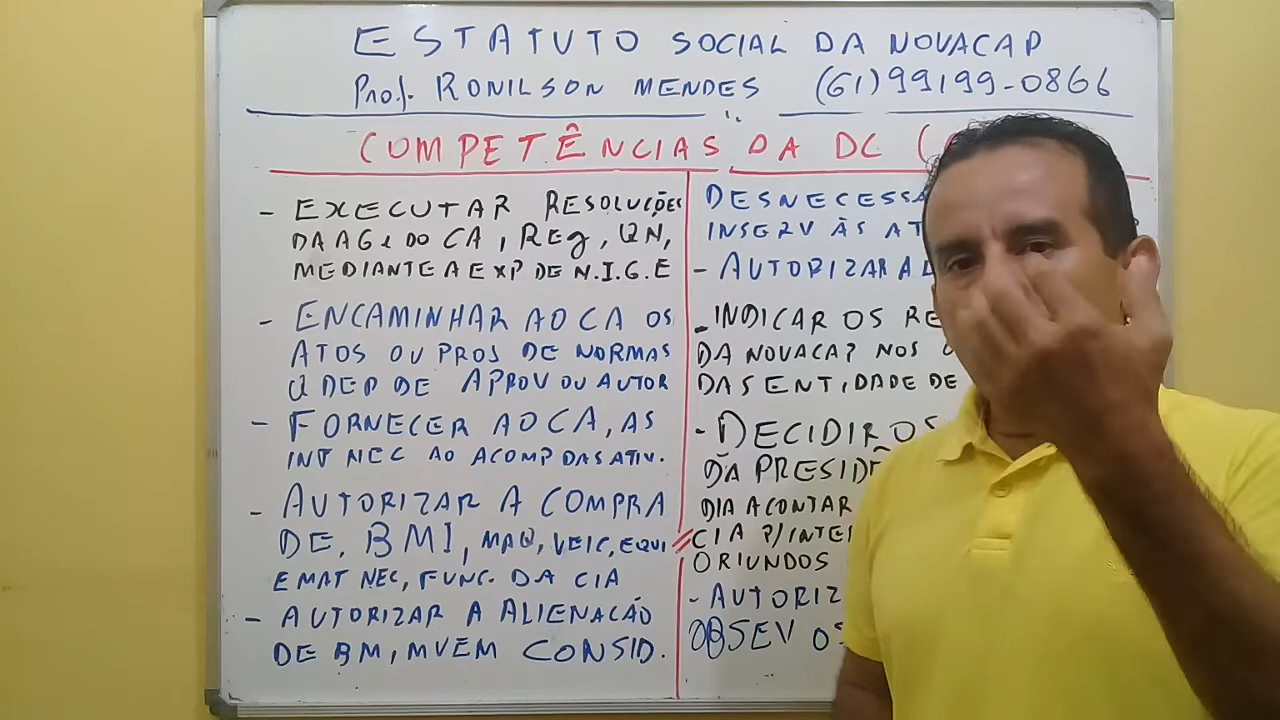 ESTATUTO SOCIAL DA NOVACAP
Prof. RONILSON MENDES (61)99199-0866
COMPETÊNCIAS DA DC (
- EXECUTAR RESOLUÇÕES
DA AG E DO CA, REG, QN,
MEDIANTE A EXP DE N.I.G.E
- ENCAMINHAR AO CA OS
ATOS OU PROS DE NORMAS
Q DEP DE APROV OU AUTOR
- FORNECER AO CA, AS
INF NEC AO ACOMP DAS ATIV.
- AUTORIZAR A COMPRA
DE, BMI, MAQ, VEIC, EQUI
E MAT NEC, FUNC. DA CIA
- AUTORIZAR A ALIENACÃO
DE BM, MVEM CONSID.
DESNECESSA
INSERV ÀS AT
- AUTORIZAR A
- INDICAR OS RE
DA NOVACAP NOS
DAS ENTIDADE DE
- DECIDIR OS
DA PRESIDÊ
DIA A CONTAR
CIA P/INTE
ORIUNDOS
- AUTORIZ
OBSEV OS